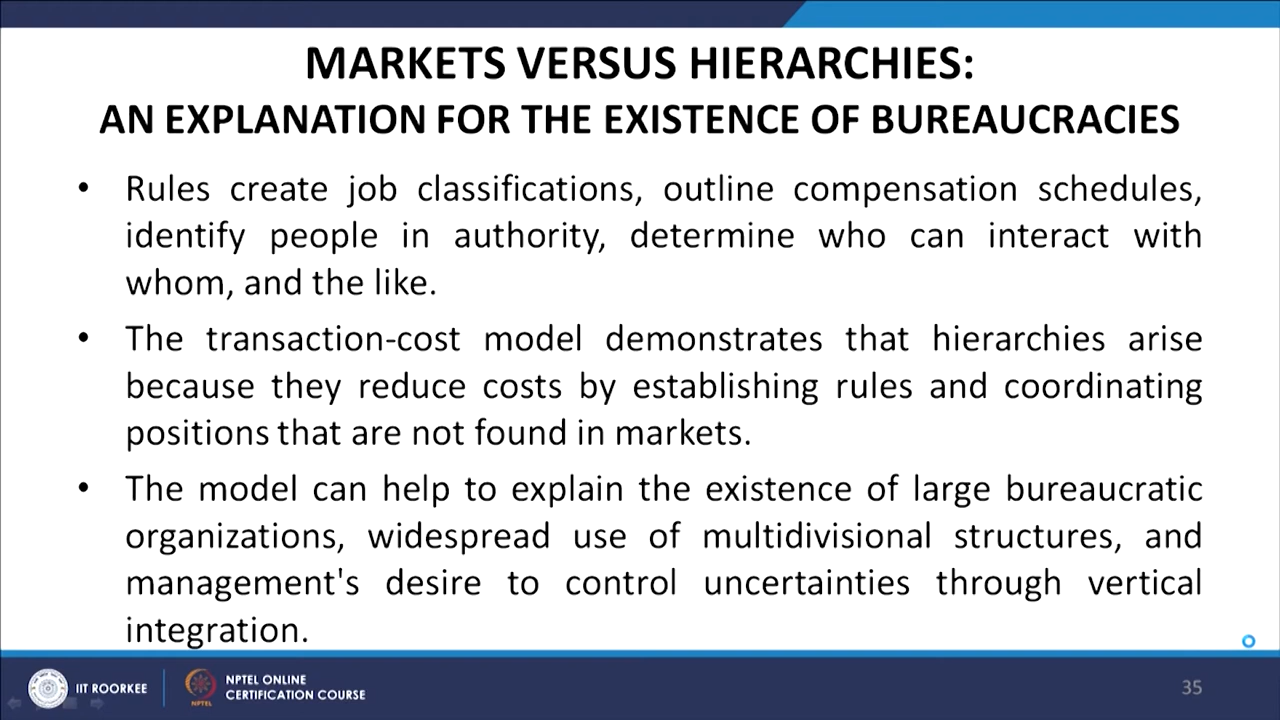 MARKETS VERSUS HIERARCHIES:
AN EXPLANATION FOR THE EXISTENCE OF BUREAUCRACIES
• Rules create job classifications, outline compensation schedules,
identify people in authority, determine who can interact with
whom, and the like.
• The transaction-cost model demonstrates that hierarchies arise
because they reduce costs by establishing rules and coordinating
positions that are not found in markets.
• The model can help to explain the existence of large bureaucratic
organizations, widespread use of multidivisional structures, and
management's desire to control uncertainties through vertical
integration.
IIT ROORKEE
NPTEL
NPTEL ONLINE
CERTIFICATION COURSE
35